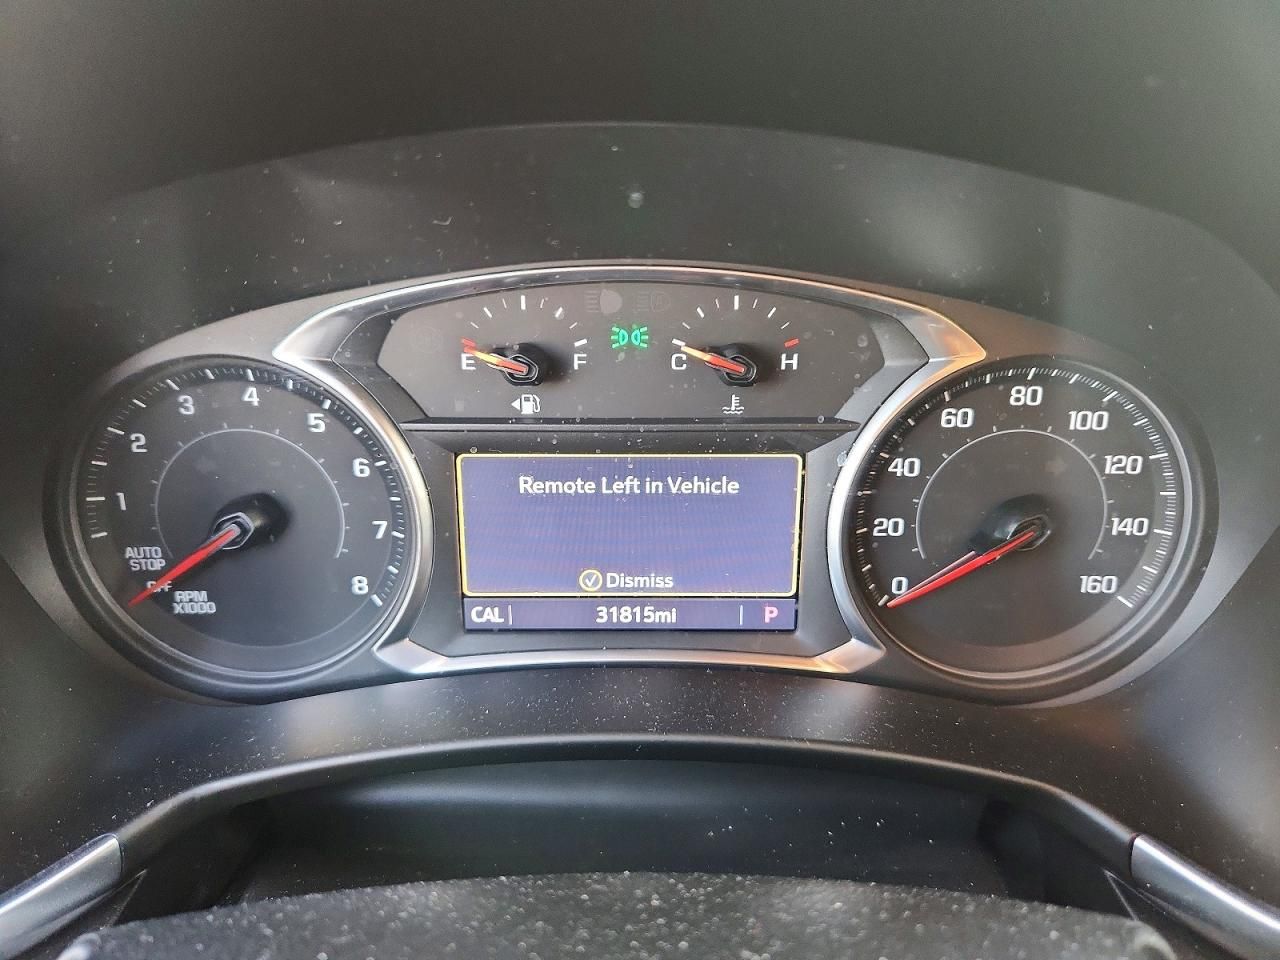 E F C H
1
2
3
4
5
6
7
8
AUTO
STOP
OFF
RPM
X1000
Remote Left in Vehicle
Dismiss
CAL 31815mi P
0
20
40
60
80
100
120
140
160